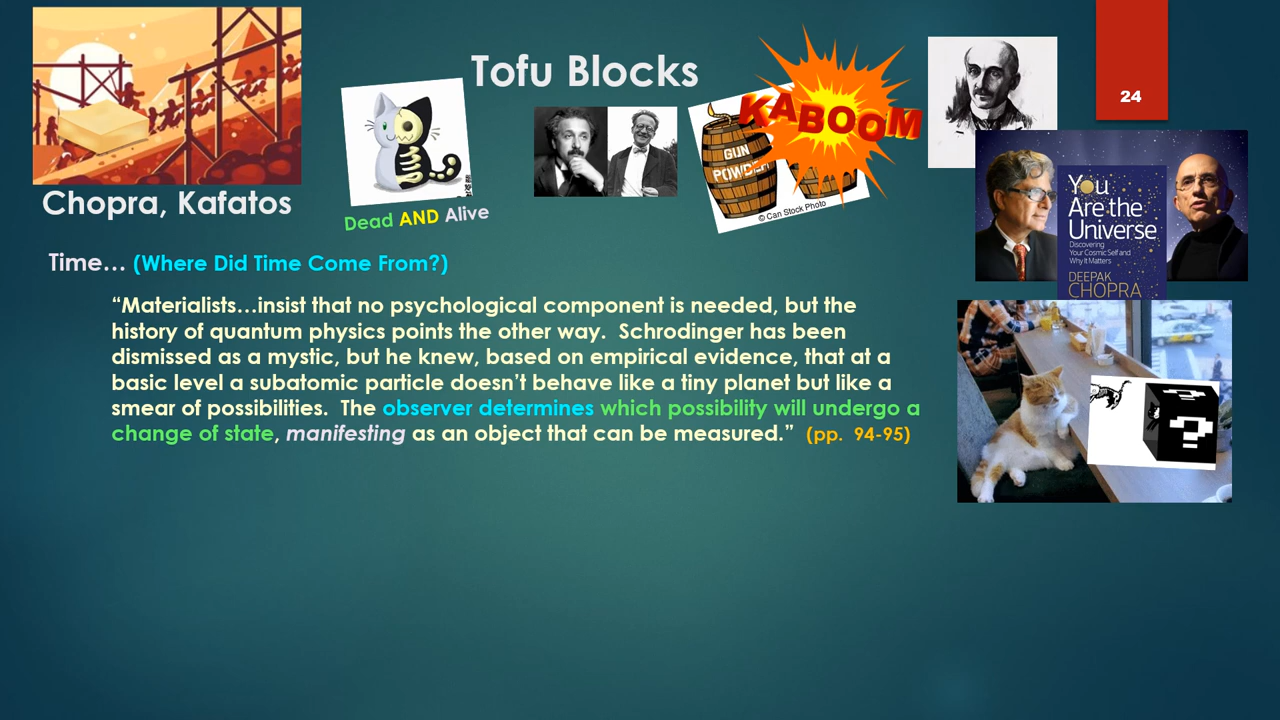 Tofu Blocks
24
GUN
POWDER
KABOOM
© Can Stock Photo
Chopra, Kafatos
Dead AND Alive
You
Are the
Universe
Discovering
Your Cosmic Self and
Why It Matters
DEEPAK
CHOPRA
Time… (Where Did Time Come From?)
“Materialists…insist that no psychological component is needed, but the
history of quantum physics points the other way.  Schrodinger has been
dismissed as a mystic, but he knew, based on empirical evidence, that at a
basic level a subatomic particle doesn’t behave like a tiny planet but like a
smear of possibilities.  The observer determines which possibility will undergo a
change of state, manifesting as an object that can be measured.”  (pp.  94-95)
?